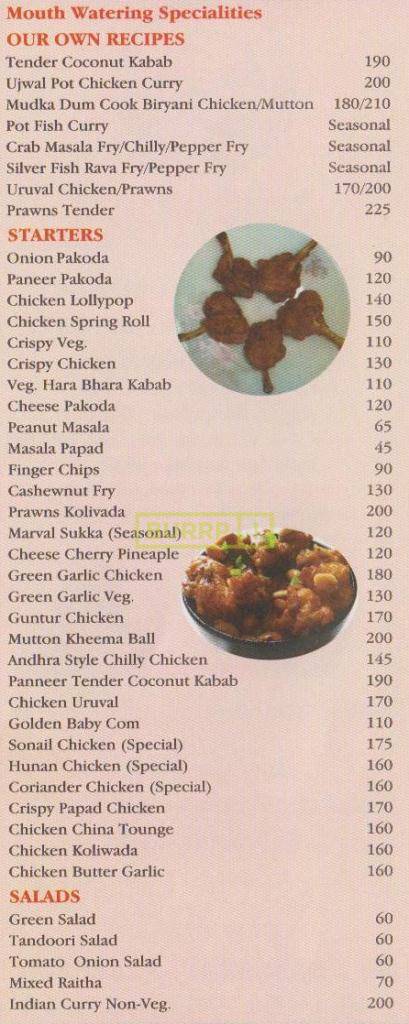 Mouth Watering Specialities
OUR OWN RECIPES
Tender Coconut Kabab 190
Ujwal Pot Chicken Curry 200
Mudka Dum Cook Biryani Chicken/Mutton 180/210
Pot Fish Curry Seasonal
Crab Masala Fry/Chilly/Pepper Fry Seasonal
Silver Fish Rava Fry/Pepper Fry Seasonal
Uruval Chicken/Prawns 170/200
Prawns Tender 225
STARTERS
Onion Pakoda 90
Paneer Pakoda 120
Chicken Lollypop 140
Chicken Spring Roll 150
Crispy Veg. 110
Crispy Chicken 130
Veg. Hara Bhara Kabab 110
Cheese Pakoda 120
Peanut Masala 65
Masala Papad 45
Finger Chips 90
Cashewnut Fry 130
Prawns Kolivada 200
Marval Sukka (Seasonal) 120
BURRP
Cheese Cherry Pineaple 120
Green Garlic Chicken 180
Green Garlic Veg. 130
Guntur Chicken 170
Mutton Kheema Ball 200
Andhra Style Chilly Chicken 145
Panneer Tender Coconut Kabab 190
Chicken Uruval 170
Golden Baby Com 110
Sonail Chicken (Special) 175
Hunan Chicken (Special) 160
Coriander Chicken (Special) 160
Crispy Papad Chicken 170
Chicken China Tounge 160
Chicken Koliwada 160
Chicken Butter Garlic 160
SALADS
Green Salad 60
Tandoori Salad 60
Tomato Onion Salad 60
Mixed Raitha 70
Indian Curry Non-Veg. 200